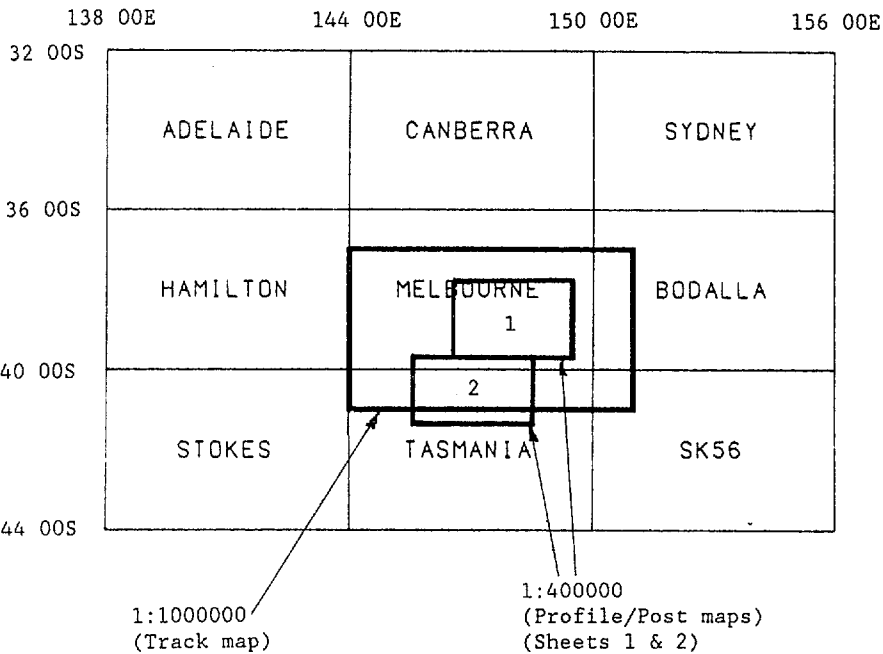 138 00E 144 00E 150 00E 156 00E
32 00S
ADELAIDE CANBERRA SYDNEY
36 00S
HAMILTON MELBOURNE BODALLA
1
40 00S
2
STOKES TASMANIA SK56
44 00S
1:1000000
(Track map)
1:400000
(Profile/Post maps)
(Sheets 1 & 2)